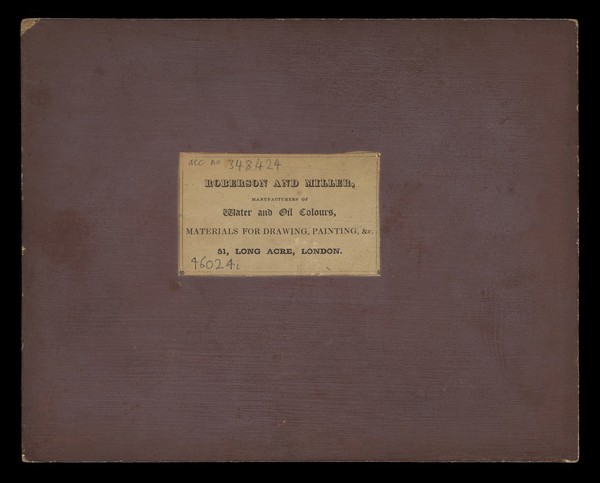 Acc no 348424
ROBERSON AND MILLER,
MANUFACTURERS OF
Water and Oil Colours,
MATERIALS FOR DRAWING, PAINTING, &c.
51, LONG ACRE, LONDON.
46024i